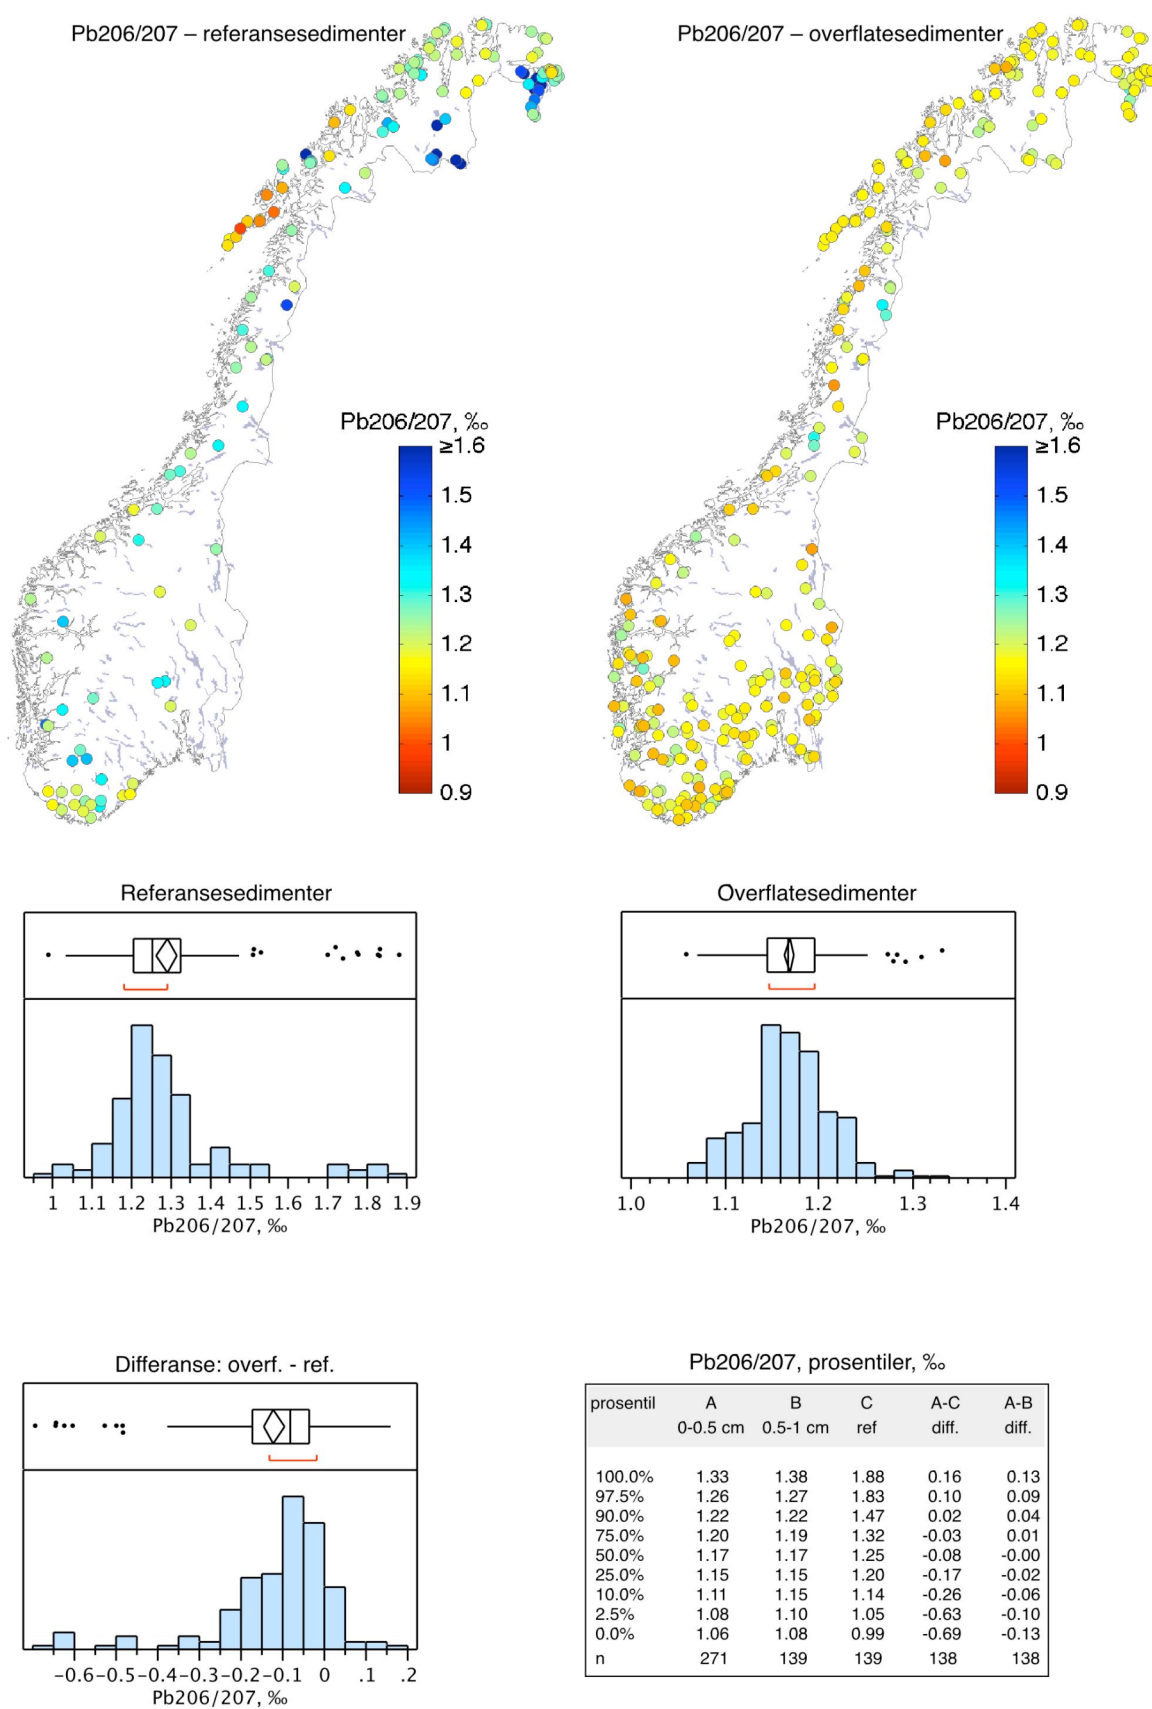 Pb206/207 – referansesedimenter
Pb206/207 – overflatesedimenter
Pb206/207, ‰
≥1.6
1.5
1.4
1.3
1.2
1.1
1
0.9
Pb206/207, ‰
≥1.6
1.5
1.4
1.3
1.2
1.1
1
0.9
Referansesedimenter
1 1.1 1.2 1.3 1.4 1.5 1.6 1.7 1.8 1.9
Pb206/207, ‰
Overflatesedimenter
1.0 1.1 1.2 1.3 1.4
Pb206/207, ‰
Differanse: overf. - ref.
-0.6 -0.5 -0.4 -0.3 -0.2 -0.1 0 .1 .2
Pb206/207, ‰
Pb206/207, prosentiler, ‰
prosentil A B C A-C A-B
0-0.5 cm 0.5-1 cm ref diff. diff.
100.0% 1.33 1.38 1.88 0.16 0.13
97.5% 1.26 1.27 1.83 0.10 0.09
90.0% 1.22 1.22 1.47 0.02 0.04
75.0% 1.20 1.19 1.32 -0.03 0.01
50.0% 1.17 1.17 1.25 -0.08 -0.00
25.0% 1.15 1.15 1.20 -0.17 -0.02
10.0% 1.11 1.15 1.14 -0.26 -0.06
2.5% 1.08 1.10 1.05 -0.63 -0.10
0.0% 1.06 1.08 0.99 -0.69 -0.13
n 271 139 139 138 138